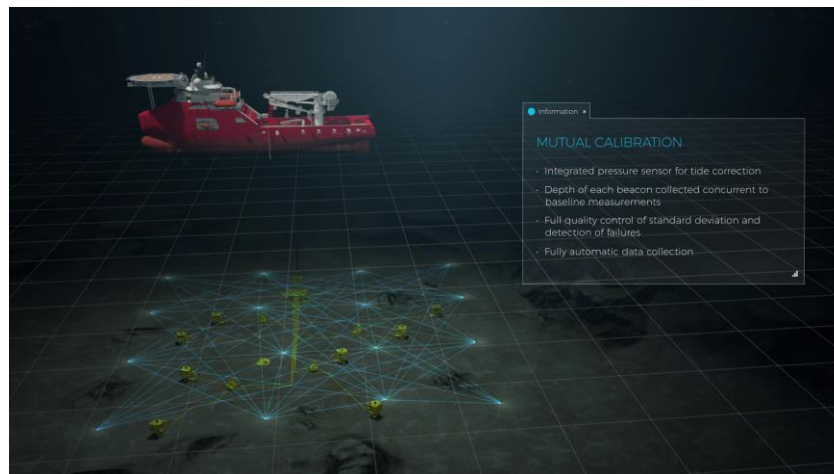 Information
MUTUAL CALIBRATION
- Integrated pressure sensor for tide correction
- Depth of each beacon collected concurrent to
baseline measurements
- Full quality control of standard deviation and
detection of failures
- Fully automatic data collection